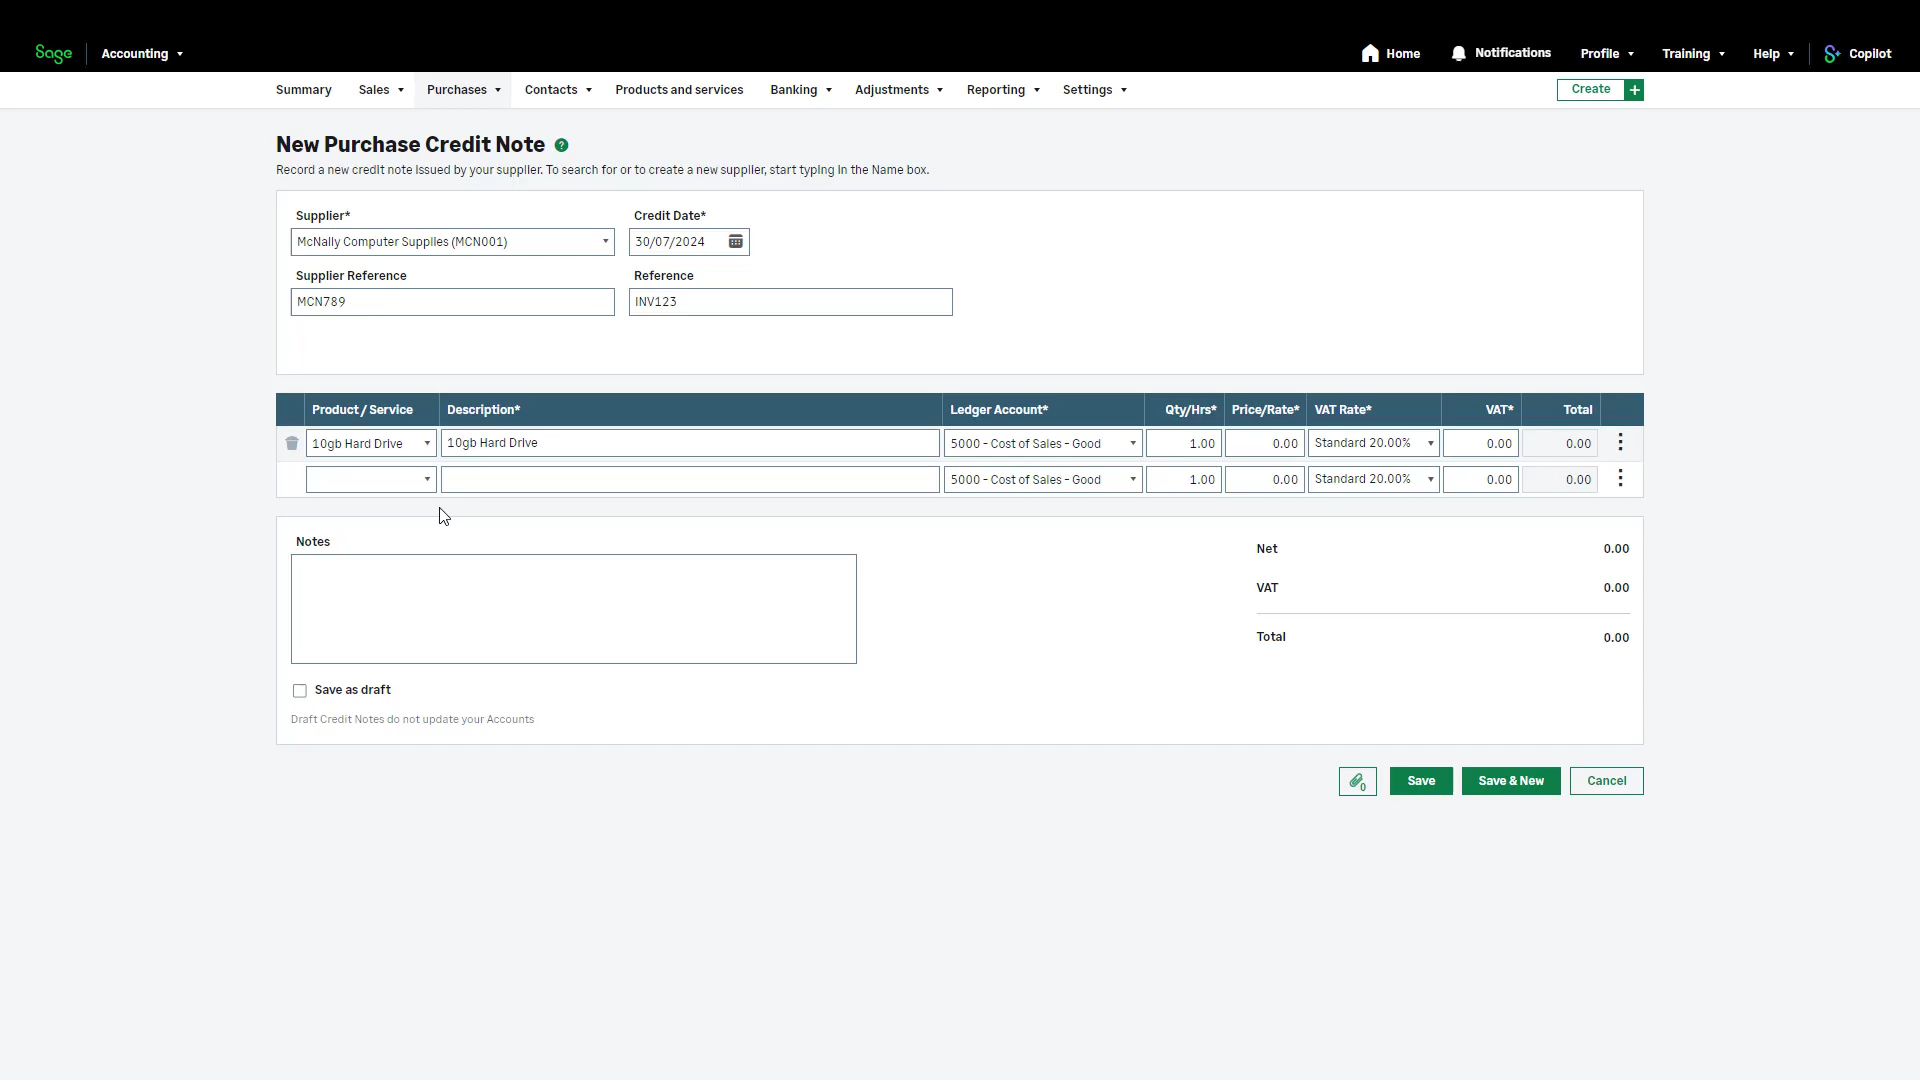 Sage Accounting Home Notifications Profile Training Help Copilot
Summary Sales Purchases Contacts Products and services Banking Adjustments Reporting Settings Create +
New Purchase Credit Note ?
Record a new credit note issued by your supplier. To search for or to create a new supplier, start typing in the Name box.
Supplier* Credit Date*
McNally Computer Supplies (MCN001) 30/07/2024
Supplier Reference Reference
MCN789 INV123
Product / Service Description* Ledger Account* Qty/Hrs* Price/Rate* VAT Rate* VAT* Total
10gb Hard Drive 10gb Hard Drive 5000 - Cost of Sales - Good 1.00 0.00 Standard 20.00% 0.00 0.00
5000 - Cost of Sales - Good 1.00 0.00 Standard 20.00% 0.00 0.00
Notes
Net 0.00
VAT 0.00
Total 0.00
Save as draft
Draft Credit Notes do not update your Accounts
0 Save Save & New Cancel